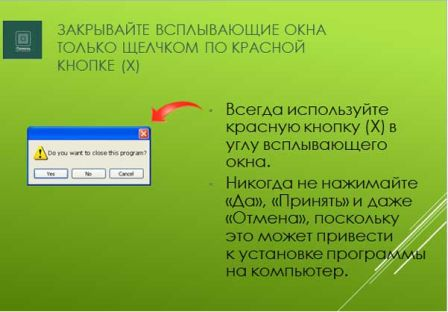 ЗАКРЫВАЙТЕ ВСПЛЫВАЮЩИЕ ОКНА
ТОЛЬКО ЩЕЛЧКОМ ПО КРАСНОЙ
КНОПКЕ (X)
Всегда используйте
красную кнопку (X) в
углу всплывающего
окна.
Никогда не нажимайте
«Да», «Принять» и даже
«Отмена», поскольку
это может привести
к установке программы
на компьютер.
Do you want to close this program?
Yes No Cancel